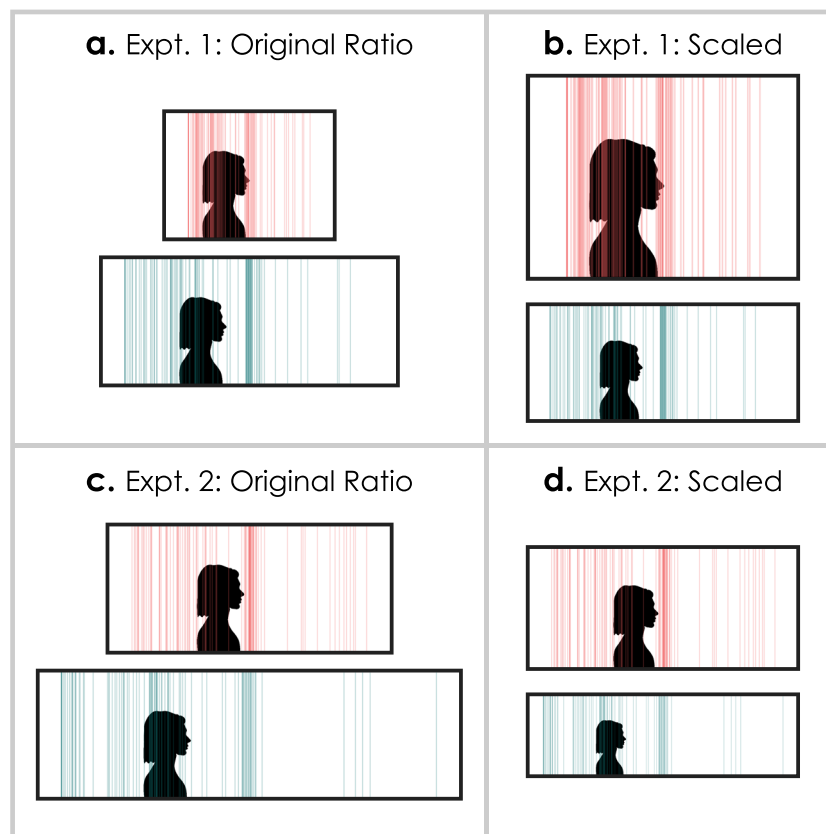 a. Expt. 1: Original Ratio
b. Expt. 1: Scaled
c. Expt. 2: Original Ratio
d. Expt. 2: Scaled